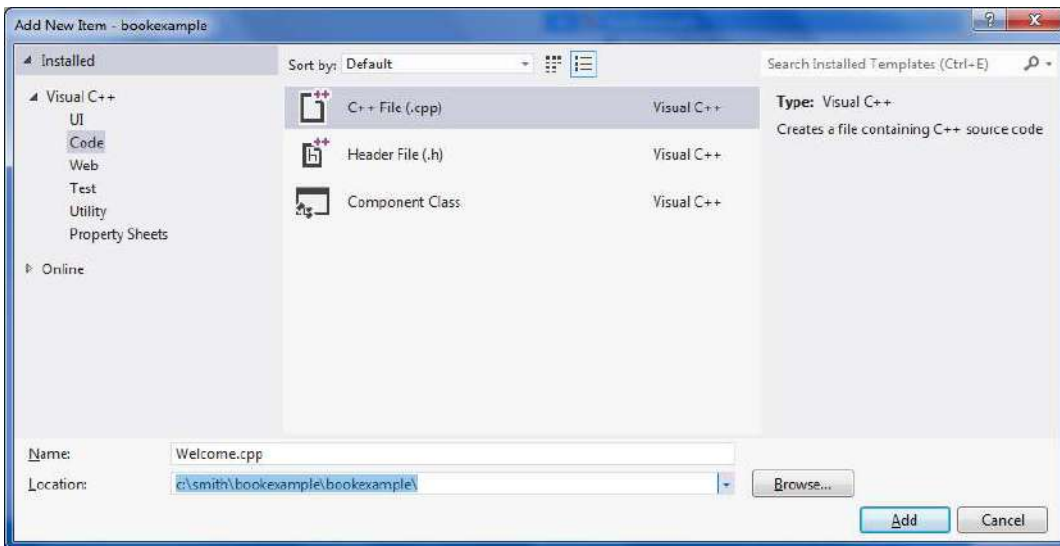 Add New Item - bookexample
Installed
Sort by: Default
Search Installed Templates (Ctrl+E)
Visual C++
UI
Code
Web
Test
Utility
Property Sheets
Online
C++ File (.cpp) Visual C++
Header File (.h) Visual C++
Component Class Visual C++
Type: Visual C++
Creates a file containing C++ source code
Name: Welcome.cpp
Location: c:\smith\bookexample\bookexample\
Browse...
Add Cancel